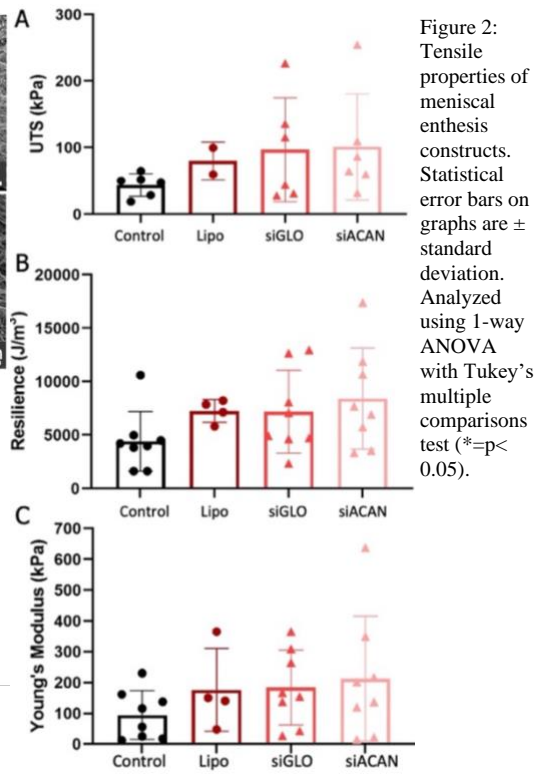 A
300
200
100
0
UTS (kPa)
Control Lipo siGLO siACAN
B
20000
15000
10000
5000
0
Resilience (J/m³)
Control Lipo siGLO siACAN
C
700
600
500
400
300
200
100
0
Young's Modulus (kPa)
Control Lipo siGLO siACAN
Figure 2:
Tensile
properties of
meniscal
enthesis
constructs.
Statistical
error bars on
graphs are ±
standard
deviation.
Analyzed
using 1-way
ANOVA
with Tukey’s
multiple
comparisons
test (*=p<
0.05).